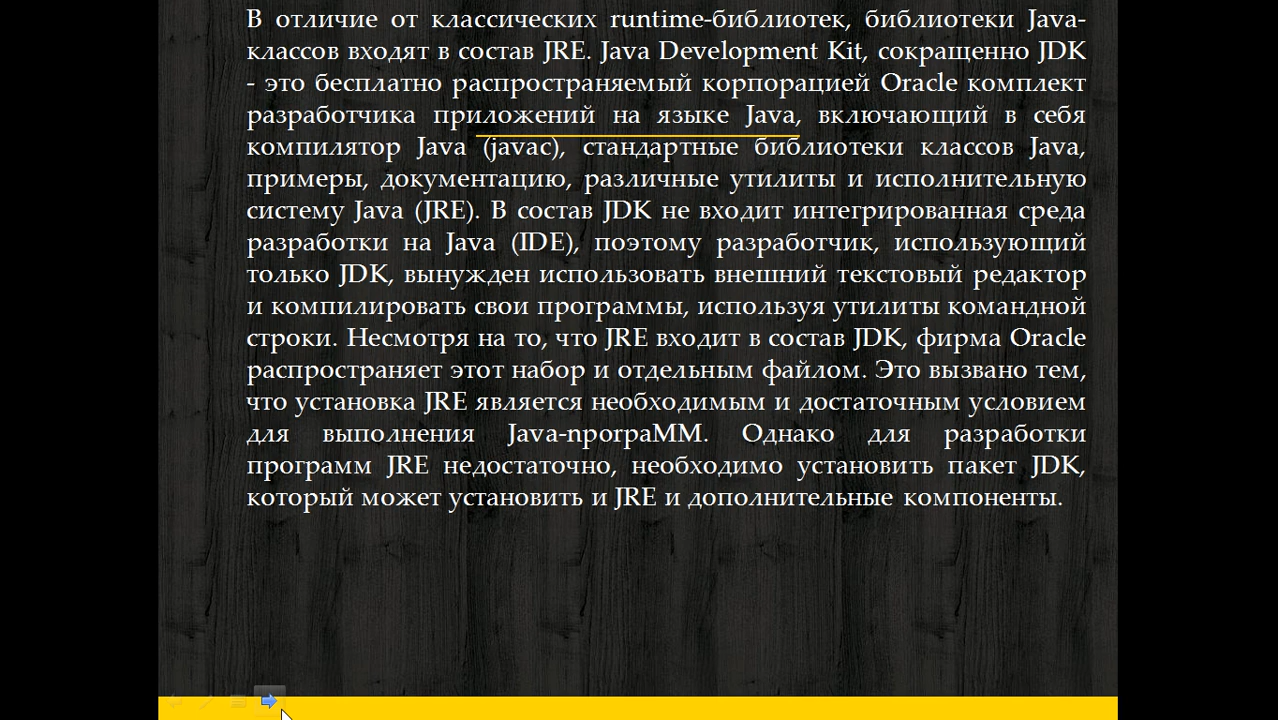 В отличие от классических runtime-библиотек, библиотеки Java-
классов входят в состав JRE. Java Development Kit, сокращенно JDK
- это бесплатно распространяемый корпорацией Oracle комплект
разработчика приложений на языке Java, включающий в себя
компилятор Java (javac), стандартные библиотеки классов Java,
примеры, документацию, различные утилиты и исполнительную
систему Java (JRE). В состав JDK не входит интегрированная среда
разработки на Java (IDE), поэтому разработчик, использующий
только JDK, вынужден использовать внешний текстовый редактор
и компилировать свои программы, используя утилиты командной
строки. Несмотря на то, что JRE входит в состав JDK, фирма Oracle
распространяет этот набор и отдельным файлом. Это вызвано тем,
что установка JRE является необходимым и достаточным условием
для выполнения Java-nporpaMM. Однако для разработки
программ JRE недостаточно, необходимо установить пакет JDK,
который может установить и JRE и дополнительные компоненты.